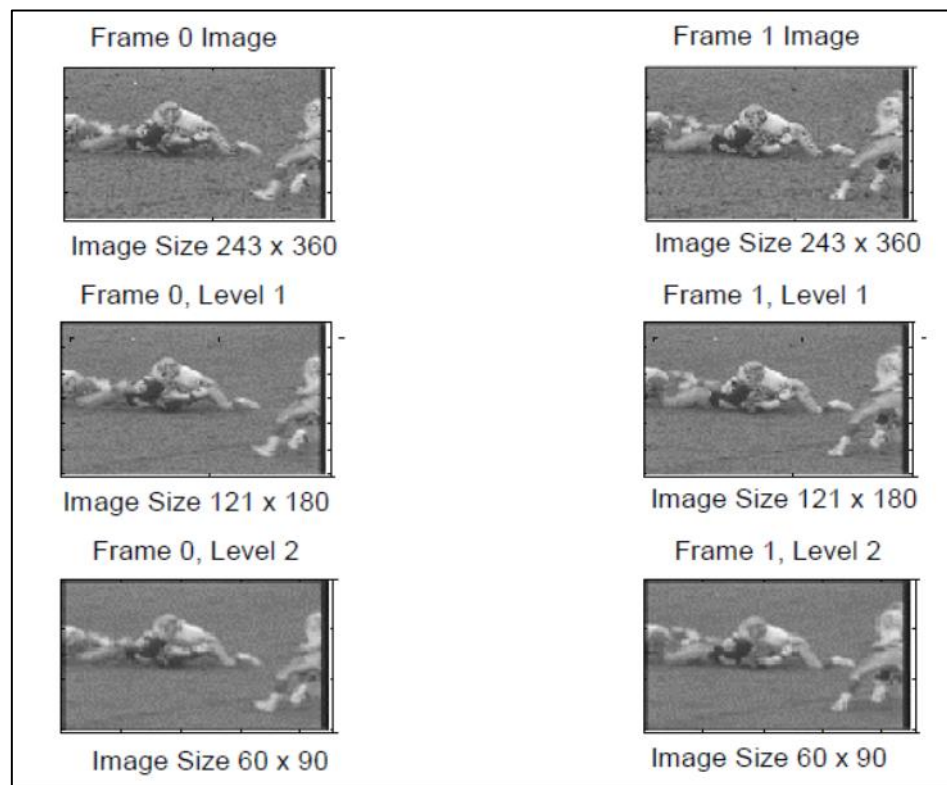 Frame 0 Image
Frame 1 Image
Image Size 243 x 360
Image Size 243 x 360
Frame 0, Level 1
Frame 1, Level 1
Image Size 121 x 180
Image Size 121 x 180
Frame 0, Level 2
Frame 1, Level 2
Image Size 60 x 90
Image Size 60 x 90